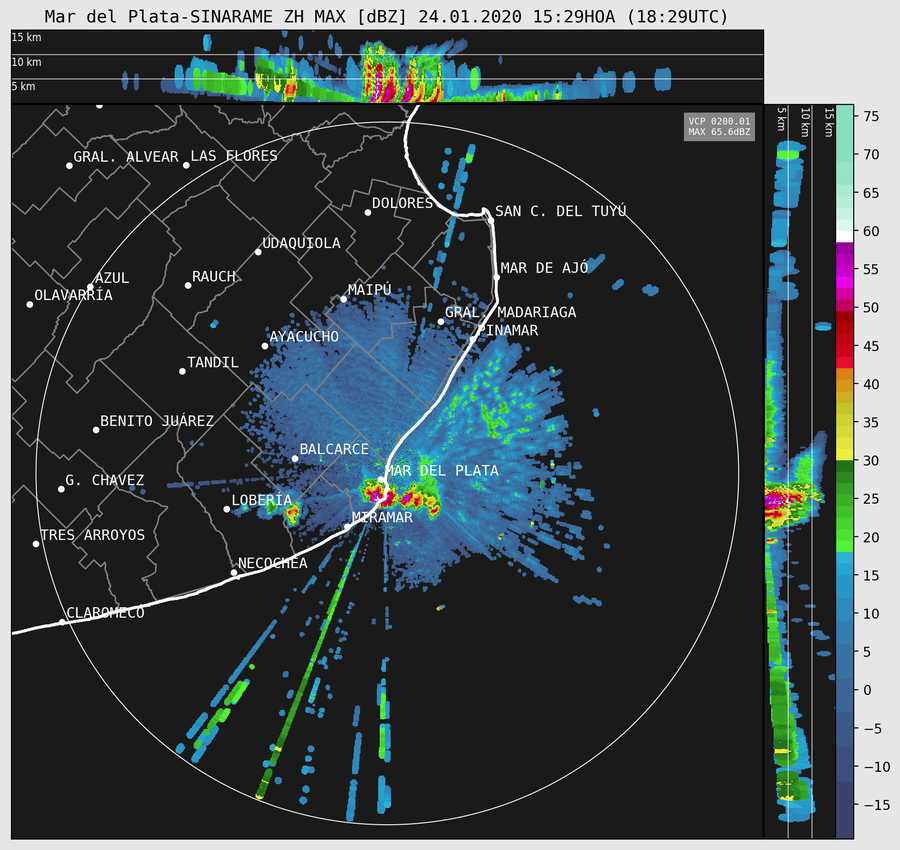 Mar del Plata-SINARAME ZH MAX [dBZ] 24.01.2020 15:29HOA (18:29UTC)
15 km
10 km
5 km
5 km
10 km
15 km
VCP 0200.01
MAX 65.6dBZ
GRAL. ALVEAR
LAS FLORES
DOLORES
SAN C. DEL TUYÚ
UDAQUIOLA
MAR DE AJÓ
AZUL
RAUCH
OLAVARRÍA
MAIPÚ
GRAL. MADARIAGA
PINAMAR
AYACUCHO
TANDIL
BENITO JUÁREZ
BALCARCE
MAR DEL PLATA
G. CHAVEZ
LOBERÍA
MIRAMAR
TRES ARROYOS
NECOCHEA
CLAROMECO
75
70
65
60
55
50
45
40
35
30
25
20
15
10
5
0
−5
−10
−15